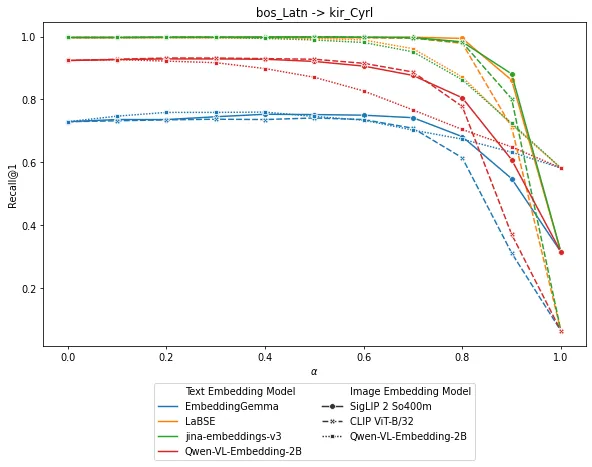 bos_Latn -> kir_Cyrl
Recall@1
1.0
0.8
0.6
0.4
0.2
0.0 0.2 0.4 0.6 0.8 1.0
α
Text Embedding Model
EmbeddingGemma
LaBSE
jina-embeddings-v3
Qwen-VL-Embedding-2B
Image Embedding Model
SigLIP 2 So400m
CLIP ViT-B/32
Qwen-VL-Embedding-2B